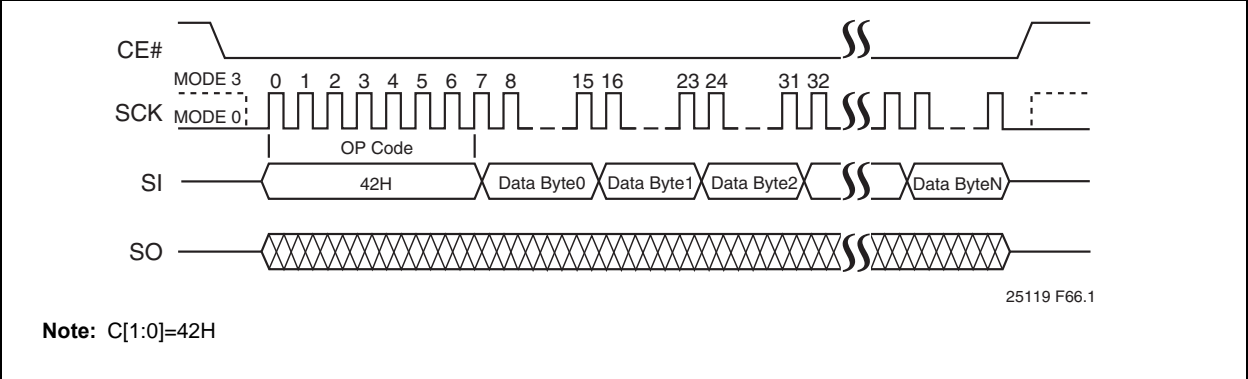 CE#
MODE 3
0 1 2 3 4 5 6 7 8 15 16 23 24 31 32
SCK
MODE 0
OP Code
SI
42H
Data Byte0
Data Byte1
Data Byte2
Data ByteN
SO
25119 F66.1
Note: C[1:0]=42H